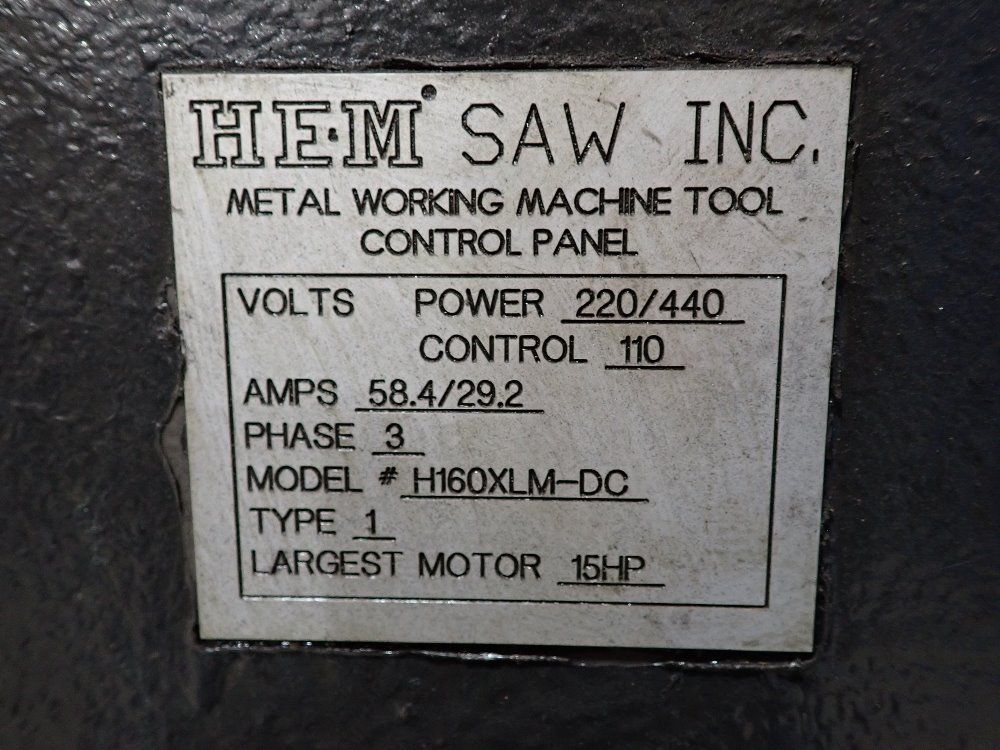 HE·M SAW INC.
METAL WORKING MACHINE TOOL
CONTROL PANEL
VOLTS POWER 220/440
CONTROL 110
AMPS 58.4/29.2
PHASE 3
MODEL # H160XLM-DC
TYPE 1
LARGEST MOTOR 15HP